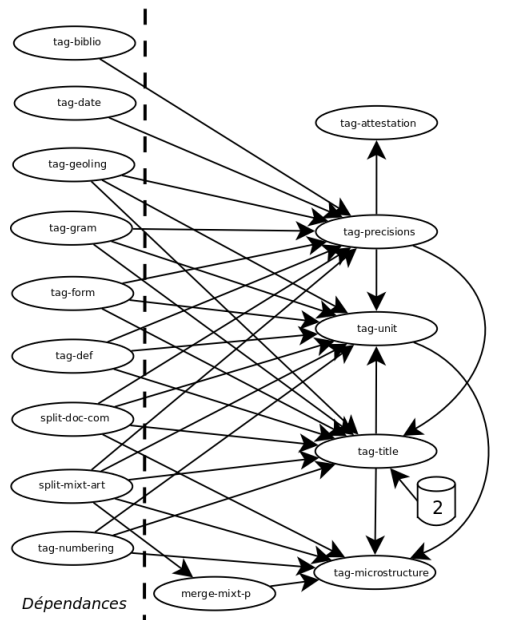 tag-biblio
tag-date
tag-geoling
tag-attestation
tag-gram
tag-precisions
tag-form
tag-unit
tag-def
split-doc-com
tag-title
split-mixt-art
2
tag-numbering
tag-microstructure
merge-mixt-p
Dépendances